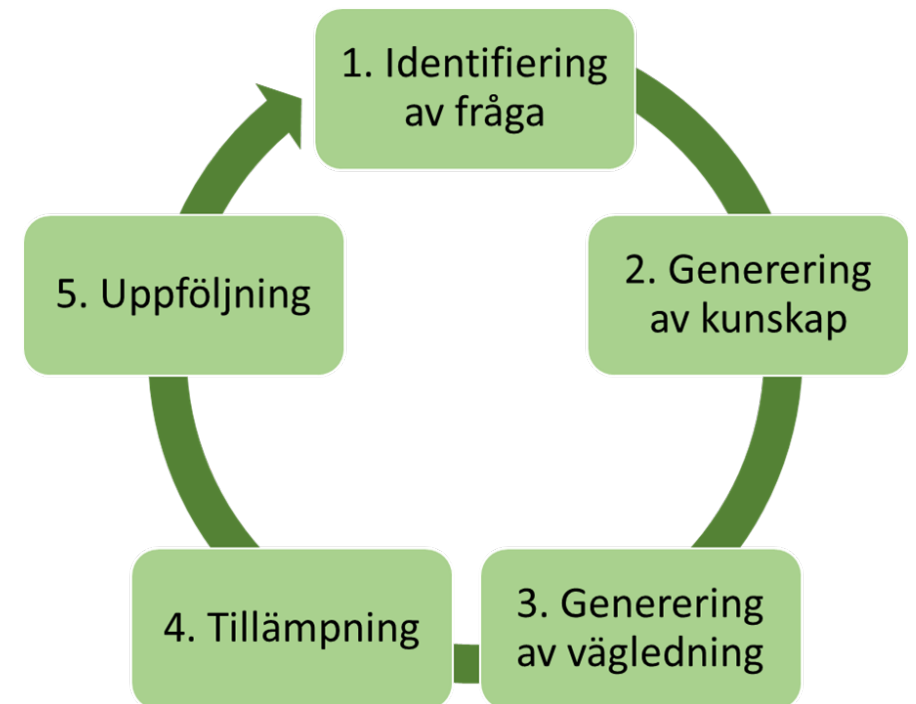 1. Identifiering
av fråga
2. Generering
av kunskap
3. Generering
av vägledning
4. Tillämpning
5. Uppföljning